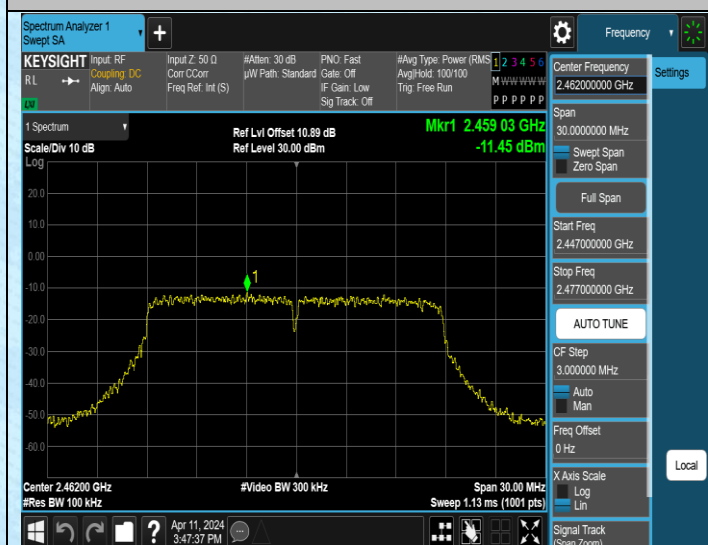 Spectrum Analyzer 1
Swept SA
+
Frequency
KEYSIGHT
RL
LXI
Input: RF
Coupling: DC
Align: Auto
Input Z: 50 Ω
Corr CCorr
Freq Ref: Int (S)
#Atten: 30 dB
µW Path: Standard
PNO: Fast
Gate: Off
IF Gain: Low
Sig Track: Off
#Avg Type: Power (RMS
Avg|Hold: 100/100
Trig: Free Run
1 2 3 4 5 6
M W W W W W
P P P P P P
1 Spectrum
Scale/Div 10 dB
Ref Lvl Offset 10.89 dB
Ref Level 30.00 dBm
Mkr1 2.459 03 GHz
-11.45 dBm
Log
20.0
10.0
0.00
-10.0
-20.0
-30.0
-40.0
-50.0
-60.0
1
Center 2.46200 GHz
#Res BW 100 kHz
#Video BW 300 kHz
Span 30.00 MHz
Sweep 1.13 ms (1001 pts)
Center Frequency
2.462000000 GHz
Settings
Span
30.0000000 MHz
Swept Span
Zero Span
Full Span
Start Freq
2.447000000 GHz
Stop Freq
2.477000000 GHz
AUTO TUNE
CF Step
3.000000 MHz
Auto
Man
Freq Offset
0 Hz
X Axis Scale
Log
Lin
Signal Track
(Span Zoom)
Local
?
Apr 11, 2024
3:47:37 PM